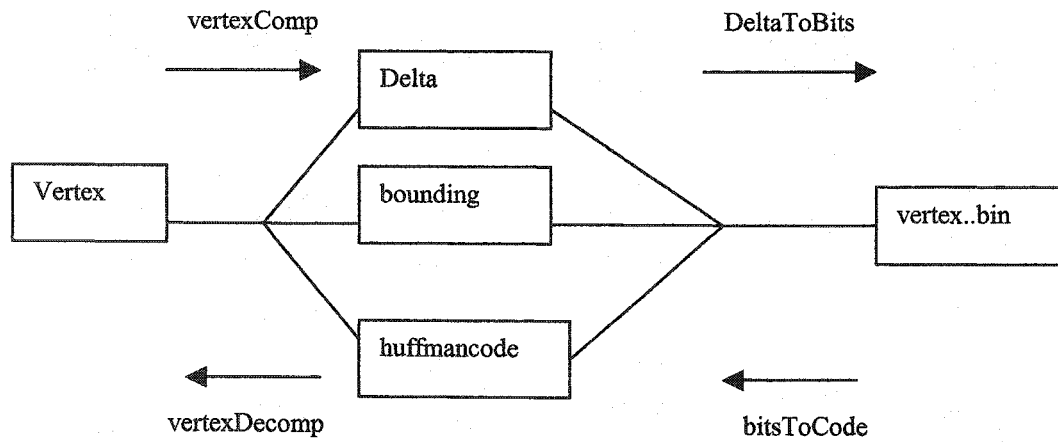 vertexComp
DeltaToBits
Delta
Vertex
bounding
vertex..bin
huffmancode
vertexDecomp
bitsToCode